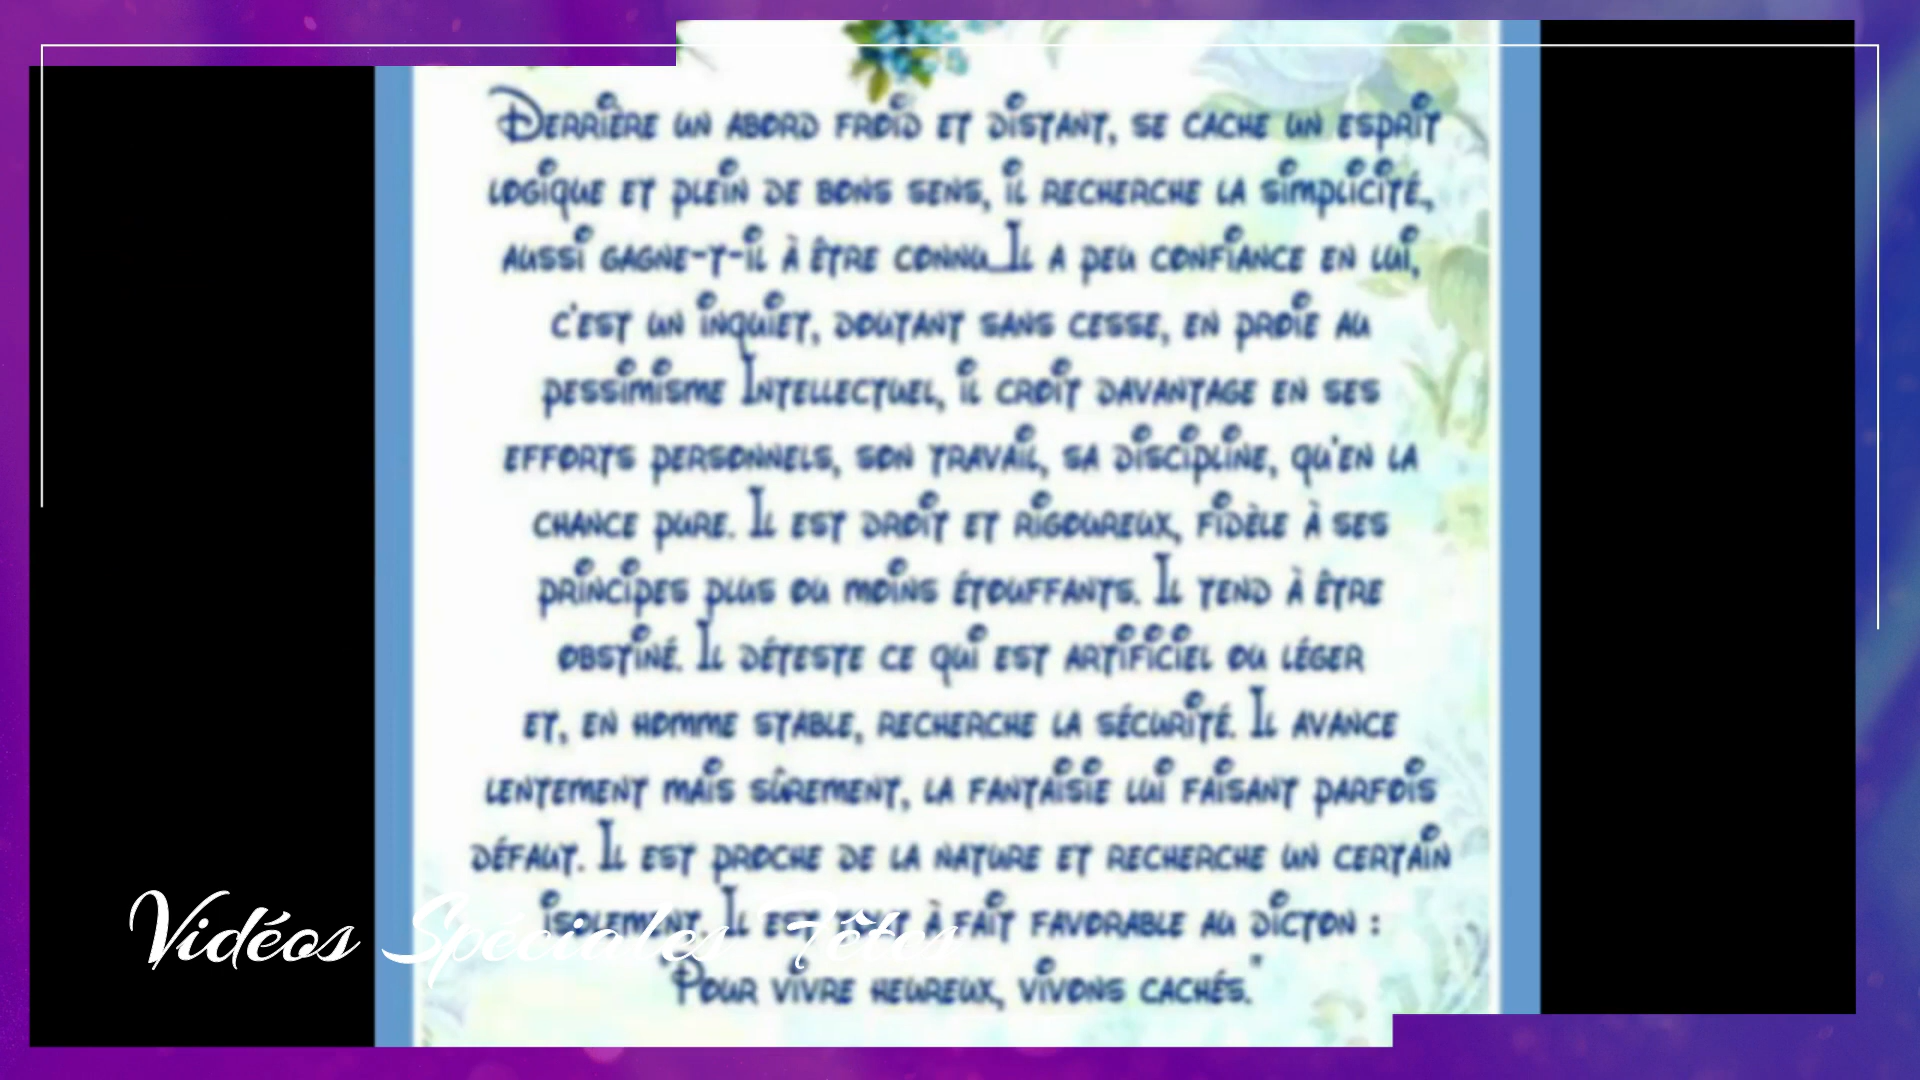 Derrière un abord froid et distant, se cache un esprit
logique et plein de bons sens, il recherche la simplicité,
aussi gagne-t-il à être connu...Il a peu confiance en lui,
c'est un inquiet, doutant sans cesse, en proie au
pessimisme Intellectuel, il croit davantage en ses
efforts personnels, son travail, sa discipline, qu'en la
chance pure. Il est droit et rigoureux, fidèle à ses
principes plus ou moins étouffants. Il tend à être
obstiné. Il déteste ce qui est artificiel ou léger
et, en homme stable, recherche la sécurité. Il avance
lentement mais sûrement, la fantaisie lui faisant parfois
défaut. Il est proche de la nature et recherche un certain
isolement. Il est tout à fait favorable au dicton :
"Pour vivre heureux, vivons cachés."
Vidéos Spéciales Fêtes